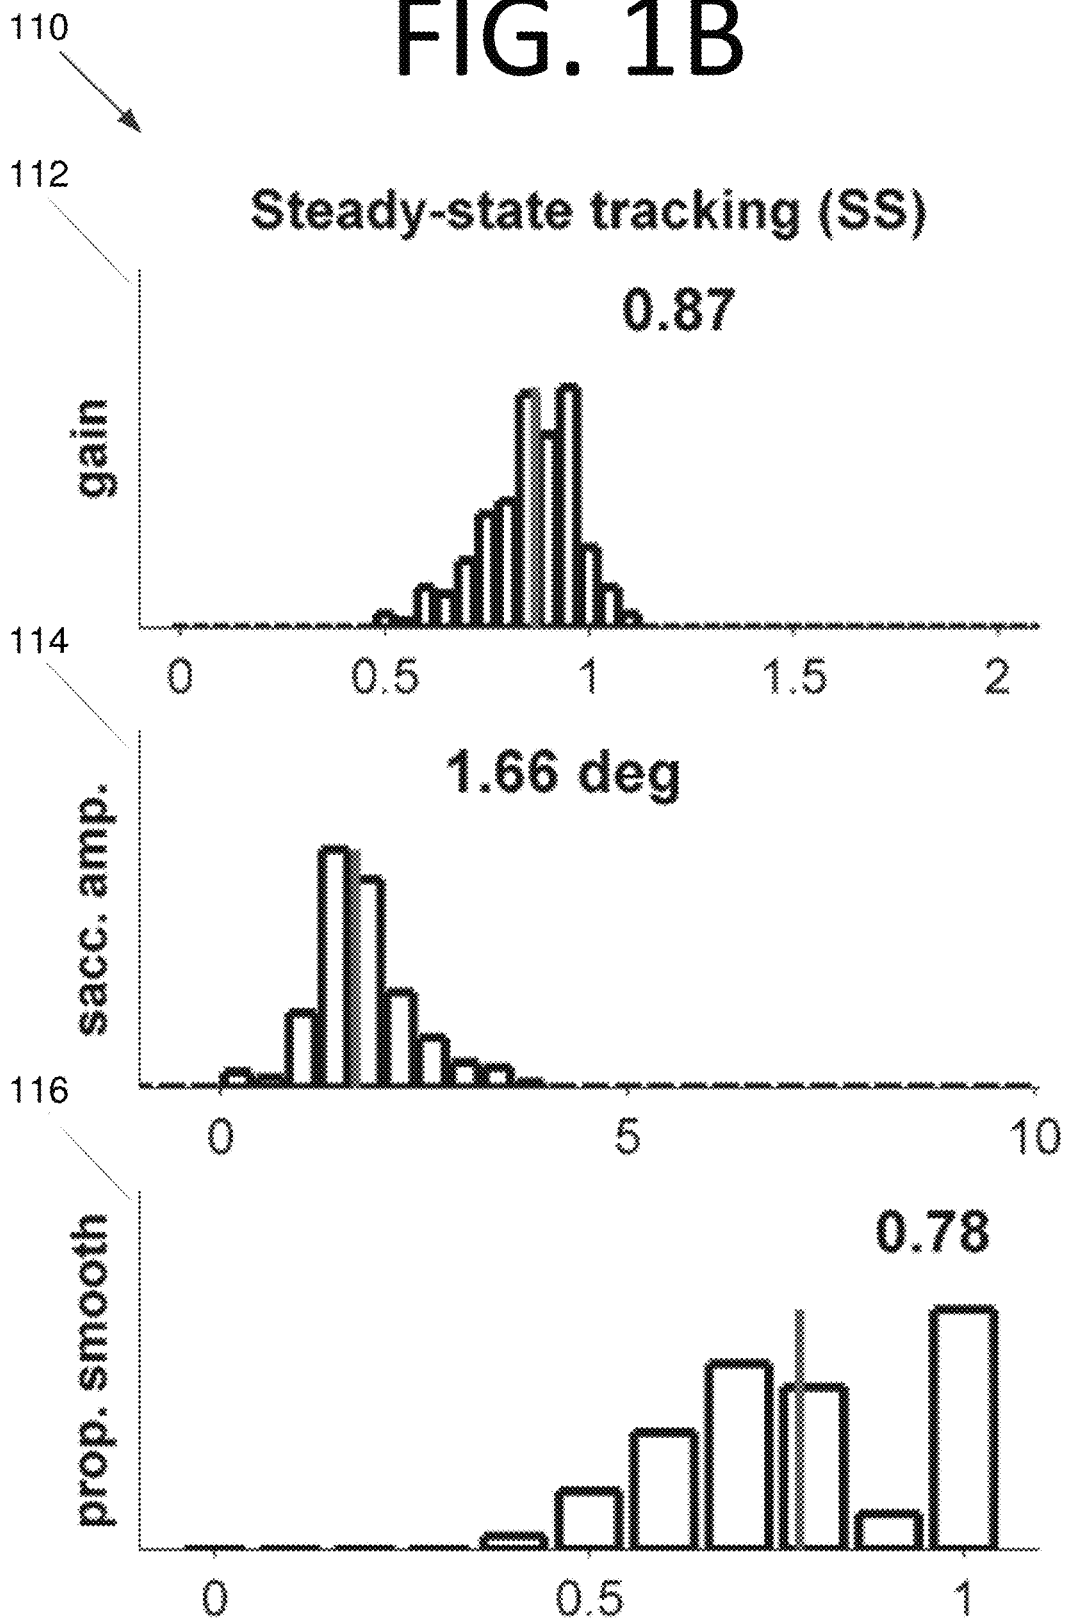 110
FIG. 1B
112
Steady-state tracking (SS)
0.87
gain
0 0.5 1 1.5 2
114
1.66 deg
sacc. amp.
0 5 10
116
0.78
prop. smooth
0 0.5 1